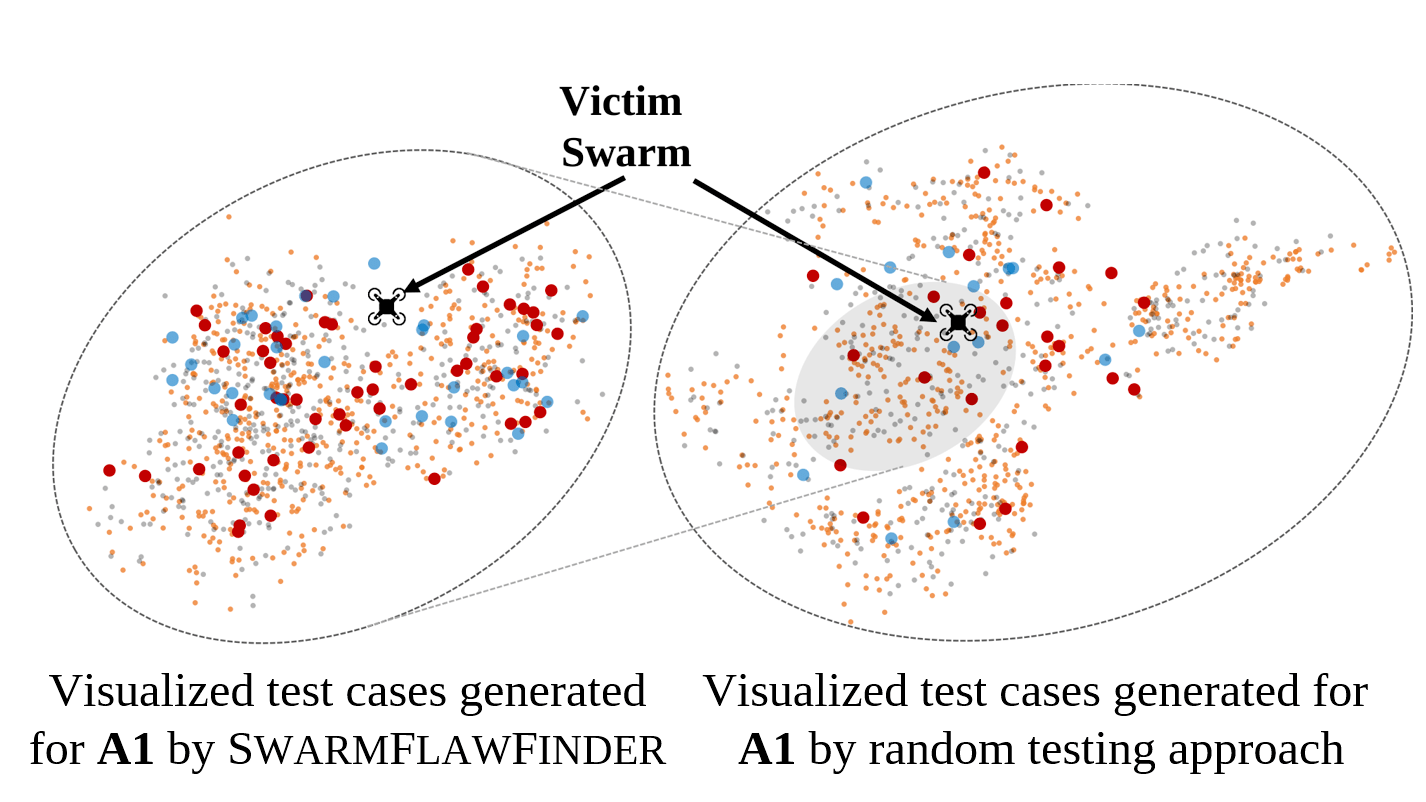 Victim
Swarm
Visualized test cases generated
for A1 by SWARMFLAWFINDER
Visualized test cases generated for
A1 by random testing approach